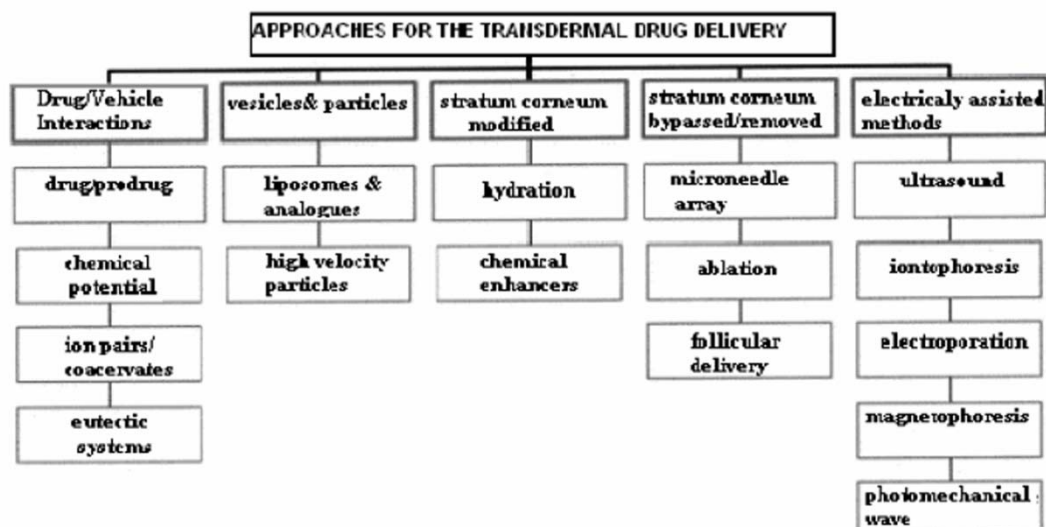 APPROACHES FOR THE TRANSDERMAL DRUG DELIVERY
Drug/Vehicle
Interactions
drug/prodrug
chemical
potential
ion pairs/
coacervates
eutectic
systems
vesicles& particles
liposomes &
analogues
high velocity
particles
stratum corneum
modified
hydration
chemical
enhancers
stratum corneum
bypassed/removed
microneedle
array
ablation
follicular
delivery
electricaly assisted
methods
ultrasound
iontophoresis
electroporation
magnetophoresis
photomechanical
wave